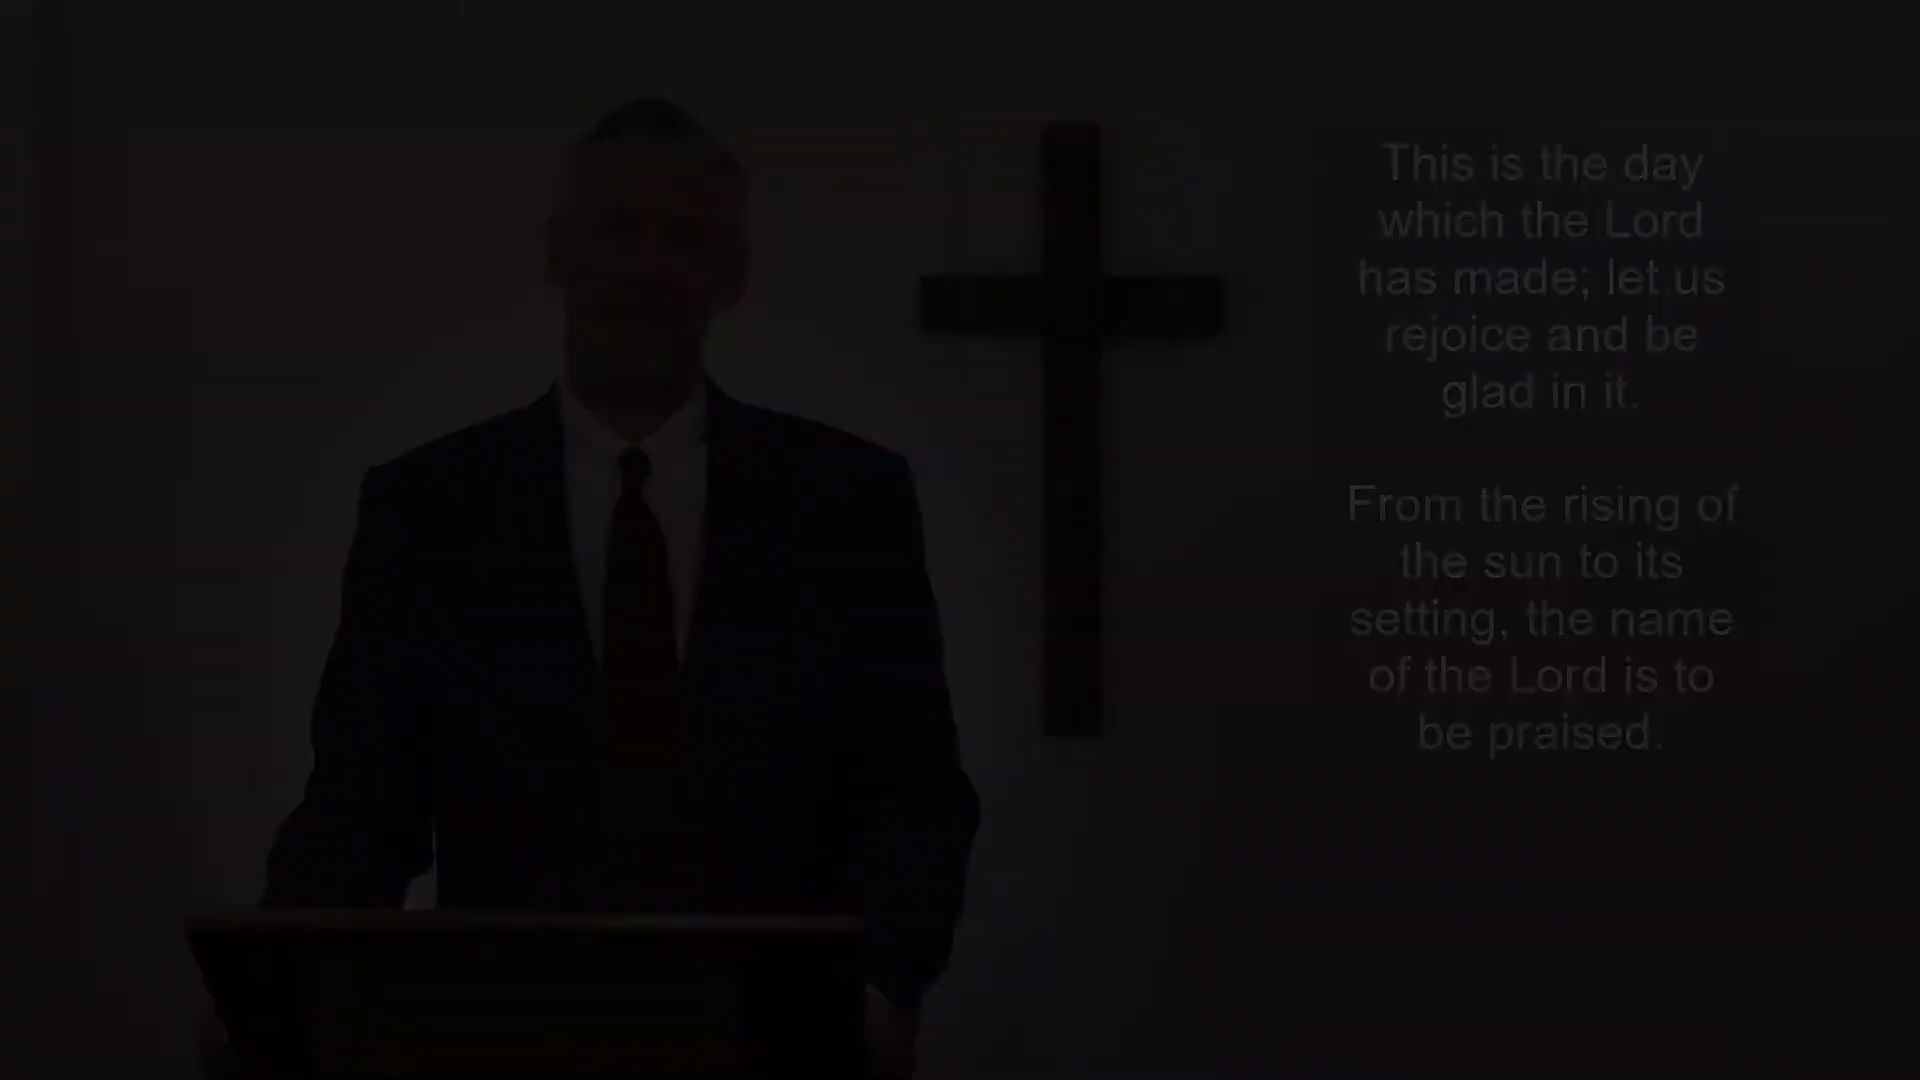 This is the day
which the Lord
has made; let us
rejoice and be
glad in it.
From the rising of
the sun to its
setting, the name
of the Lord is to
be praised.